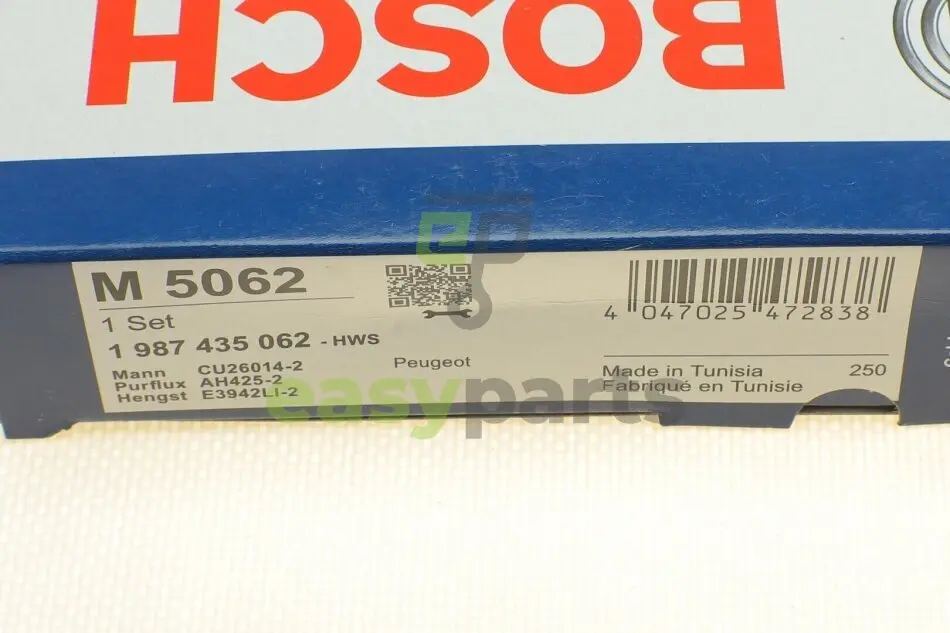 BOSCH
M 5062
1 Set
1 987 435 062 - HWS
Mann CU26014-2
Purflux AH425-2
Hengst E3942LI-2
Peugeot
4 047025 472838
Made in Tunisia 250
Fabriqué en Tunisie
easyparts